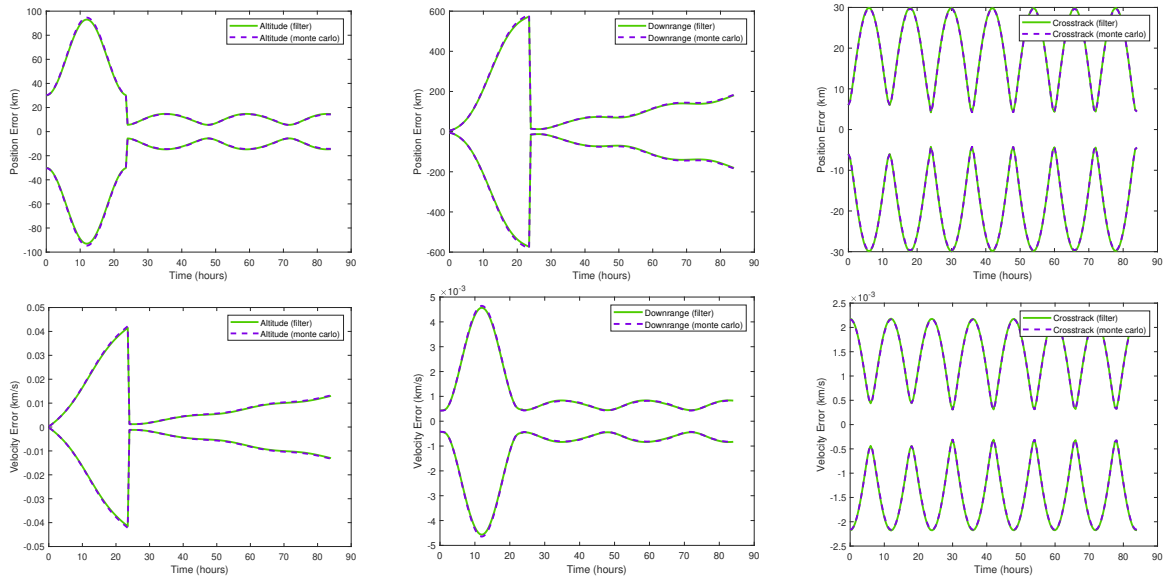 100
80
60
40
20
0
-20
-40
-60
-80
-100
Position Error (km)
Altitude (filter)
Altitude (monte carlo)
0 10 20 30 40 50 60 70 80 90
Time (hours)
600
400
200
0
-200
-400
-600
Position Error (km)
Downrange (filter)
Downrange (monte carlo)
0 10 20 30 40 50 60 70 80 90
Time (hours)
30
20
10
0
-10
-20
-30
Position Error (km)
Crosstrack (filter)
Crosstrack (monte carlo)
0 10 20 30 40 50 60 70 80 90
Time (hours)
0.05
0.04
0.03
0.02
0.01
0
-0.01
-0.02
-0.03
-0.04
-0.05
Velocity Error (km/s)
Altitude (filter)
Altitude (monte carlo)
0 10 20 30 40 50 60 70 80 90
Time (hours)
×10⁻³
5
4
3
2
1
0
-1
-2
-3
-4
-5
Velocity Error (km/s)
Downrange (filter)
Downrange (monte carlo)
0 10 20 30 40 50 60 70 80 90
Time (hours)
×10⁻³
2.5
2
1.5
1
0.5
0
-0.5
-1
-1.5
-2
-2.5
Velocity Error (km/s)
Crosstrack (filter)
Crosstrack (monte carlo)
0 10 20 30 40 50 60 70 80 90
Time (hours)